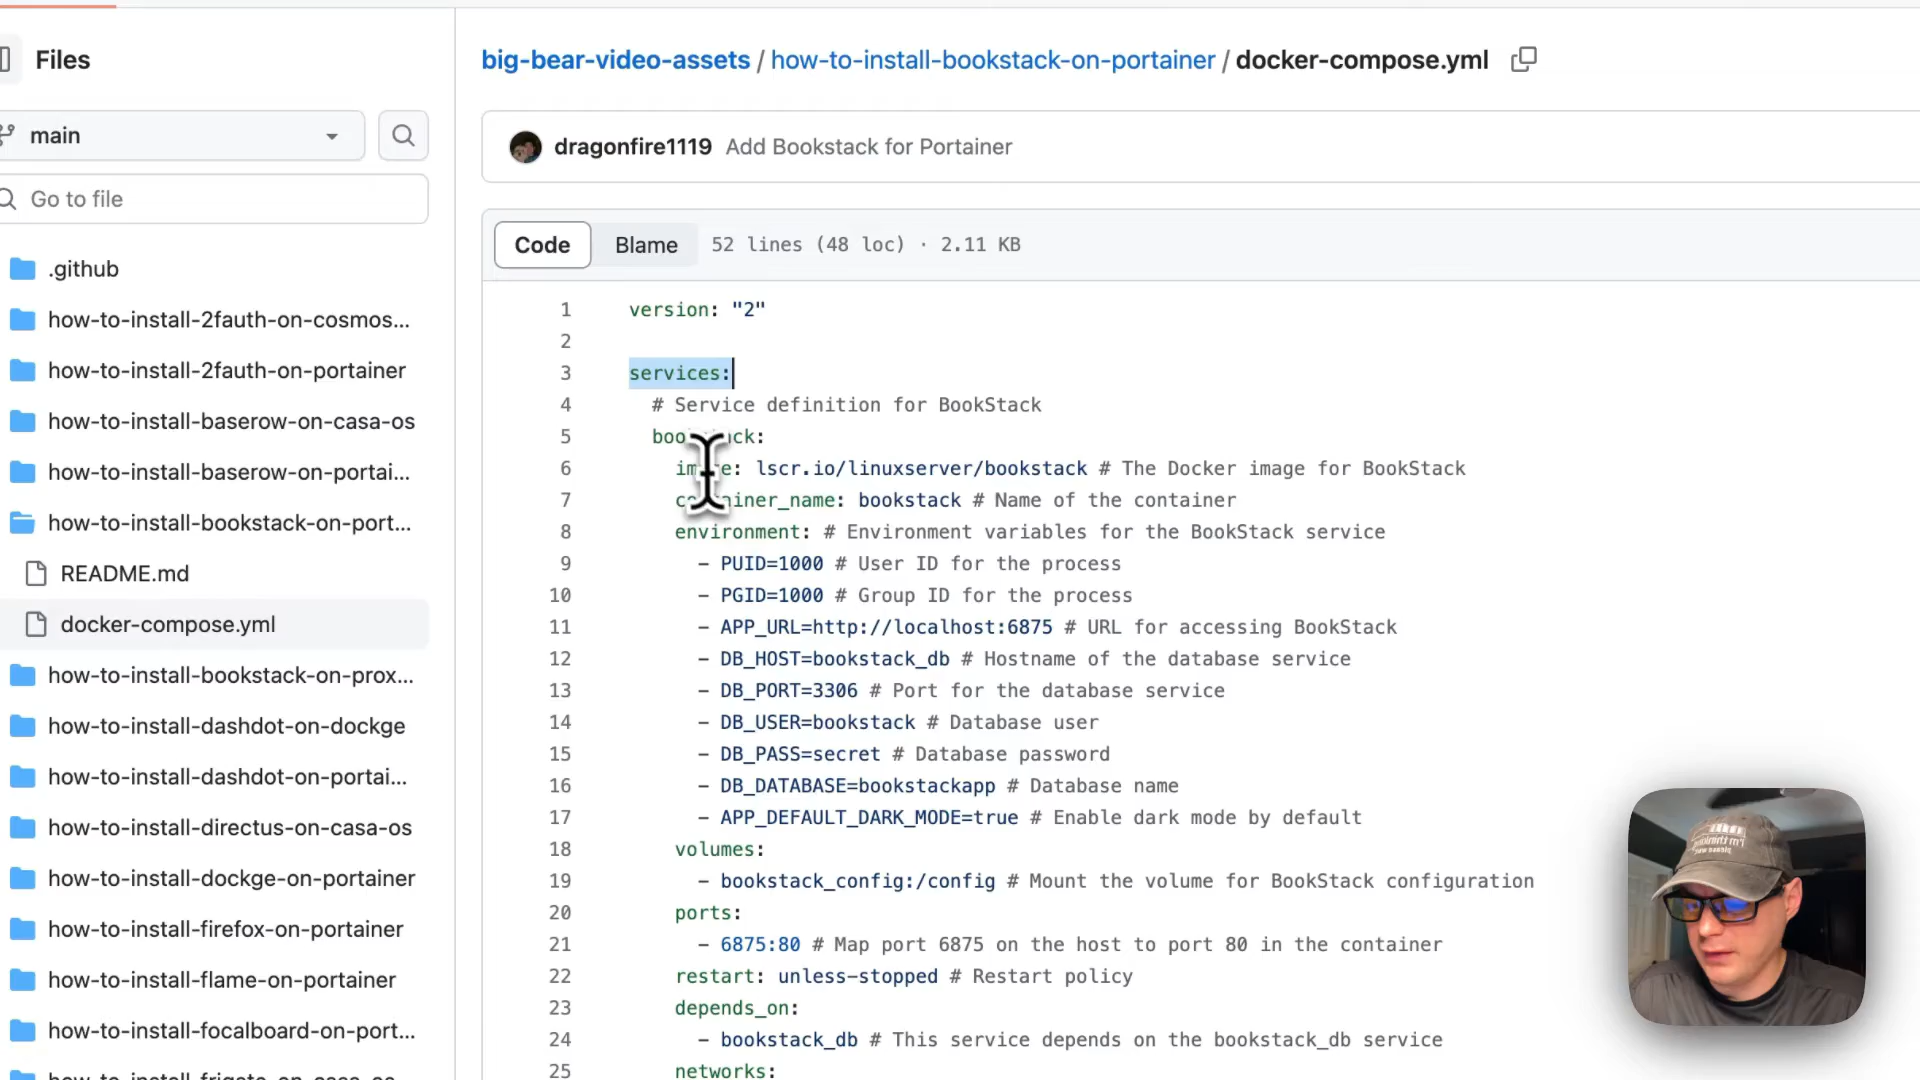 Files
big-bear-video-assets / how-to-install-bookstack-on-portainer / docker-compose.yml
main
dragonfire1119 Add Bookstack for Portainer
Go to file
Code Blame 52 lines (48 loc) · 2.11 KB
.github
how-to-install-2fauth-on-cosmos...
how-to-install-2fauth-on-portainer
how-to-install-baserow-on-casa-os
how-to-install-baserow-on-portai...
how-to-install-bookstack-on-port...
README.md
docker-compose.yml
how-to-install-bookstack-on-prox...
how-to-install-dashdot-on-dockge
how-to-install-dashdot-on-portai...
how-to-install-directus-on-casa-os
how-to-install-dockge-on-portainer
how-to-install-firefox-on-portainer
how-to-install-flame-on-portainer
how-to-install-focalboard-on-port...
how-to-install-frigate-on-casa-os
1 version: "2"
2
3 services:
4 # Service definition for BookStack
5 bookstack:
6 image: lscr.io/linuxserver/bookstack # The Docker image for BookStack
7 container_name: bookstack # Name of the container
8 environment: # Environment variables for the BookStack service
9 - PUID=1000 # User ID for the process
10 - PGID=1000 # Group ID for the process
11 - APP_URL=http://localhost:6875 # URL for accessing BookStack
12 - DB_HOST=bookstack_db # Hostname of the database service
13 - DB_PORT=3306 # Port for the database service
14 - DB_USER=bookstack # Database user
15 - DB_PASS=secret # Database password
16 - DB_DATABASE=bookstackapp # Database name
17 - APP_DEFAULT_DARK_MODE=true # Enable dark mode by default
18 volumes:
19 - bookstack_config:/config # Mount the volume for BookStack configuration
20 ports:
21 - 6875:80 # Map port 6875 on the host to port 80 in the container
22 restart: unless-stopped # Restart policy
23 depends_on:
24 - bookstack_db # This service depends on the bookstack_db service
25 networks: